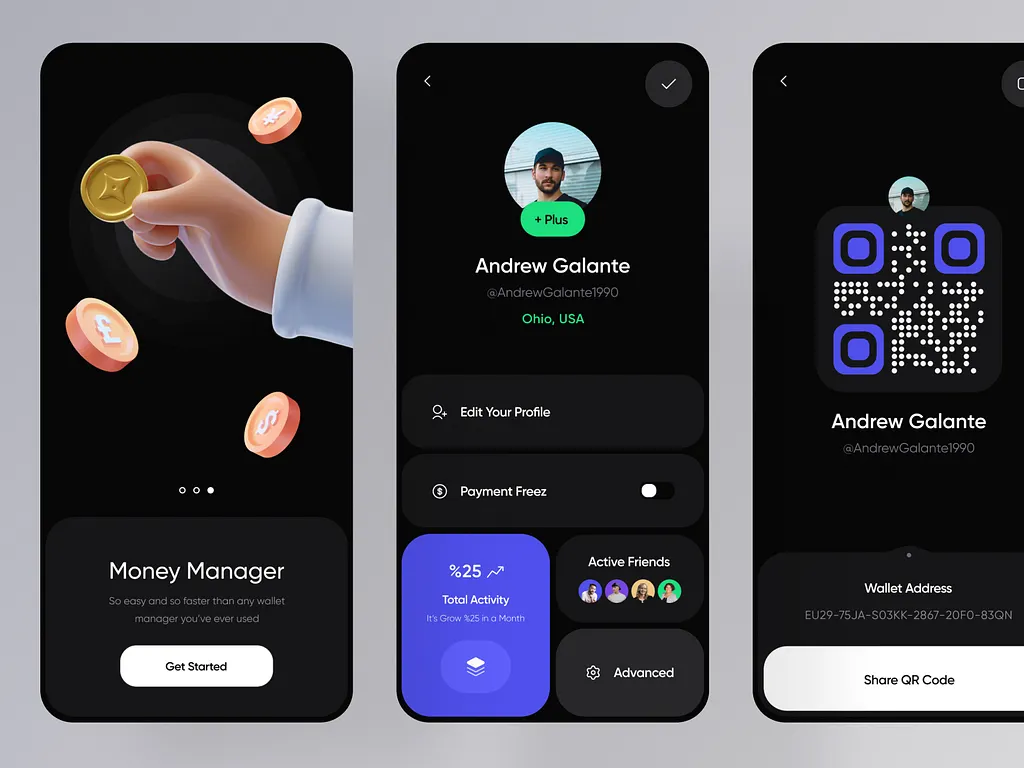 ¥
£
$
Money Manager
So easy and so faster than any wallet
manager you've ever used
Get Started
+ Plus
Andrew Galante
@AndrewGalante1990
Ohio, USA
Edit Your Profile
$ Payment Freez
%25
Total Activity
It's Grow %25 in a Month
Active Friends
Advanced
Andrew Galante
@AndrewGalante1990
Wallet Address
EU29-75JA-S03KK-2867-20F0-83QN
Share QR Code